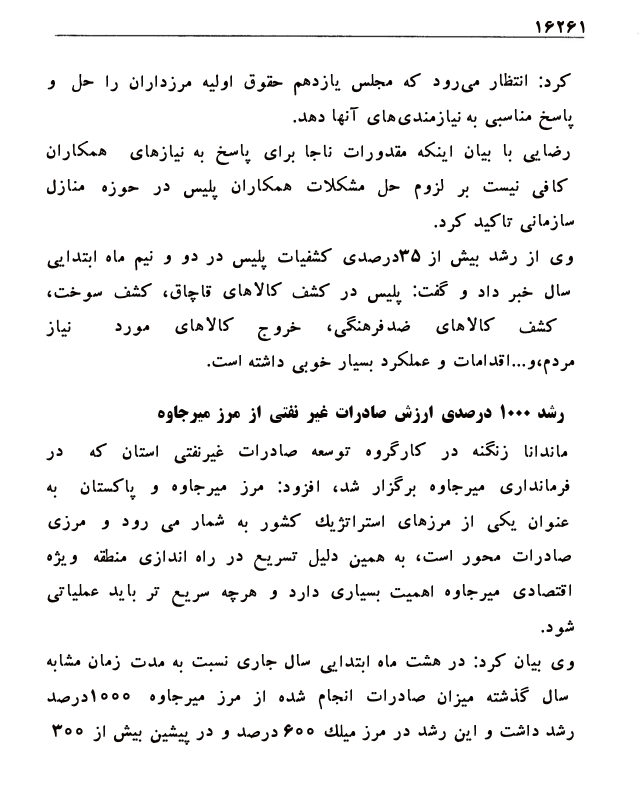 ۱۶۲۶۱
کرد: انتظار می‌رود که مجلس یازدهم حقوق اولیه مرزداران را حل و
پاسخ مناسبی به نیازمندی‌های آنها دهد.
رضایی با بیان اینکه مقدورات ناجا برای پاسخ به نیازهای همکاران
کافی نیست بر لزوم حل مشکلات همکاران پلیس در حوزه منازل
سازمانی تاکید کرد.
وی از رشد بیش از ۳۵درصدی کشفیات پلیس در دو و نیم ماه ابتدایی
سال خبر داد و گفت: پلیس در کشف کالاهای قاچاق، کشف سوخت،
کشف کالاهای ضدفرهنگی، خروج کالاهای مورد نیاز
مردم،و...اقدامات و عملکرد بسیار خوبی داشته است.
رشد ۱۰۰۰ درصدی ارزش صادرات غیر نفتی از مرز میرجاوه
ماندانا زنگنه در کارگروه توسعه صادرات غیرنفتی استان که در
فرمانداری میرجاوه برگزار شد، افزود: مرز میرجاوه و پاکستان به
عنوان یکی از مرزهای استراتژیك کشور به شمار می رود و مرزی
صادرات محور است، به همین دلیل تسریع در راه اندازی منطقه ویژه
اقتصادی میرجاوه اهمیت بسیاری دارد و هرچه سریع تر باید عملیاتی
شود.
وی بیان کرد: در هشت ماه ابتدایی سال جاری نسبت به مدت زمان مشابه
سال گذشته میزان صادرات انجام شده از مرز میرجاوه ۱۰۰۰درصد
رشد داشت و این رشد در مرز میلك ۶۰۰ درصد و در پیشین بیش از ۳۰۰